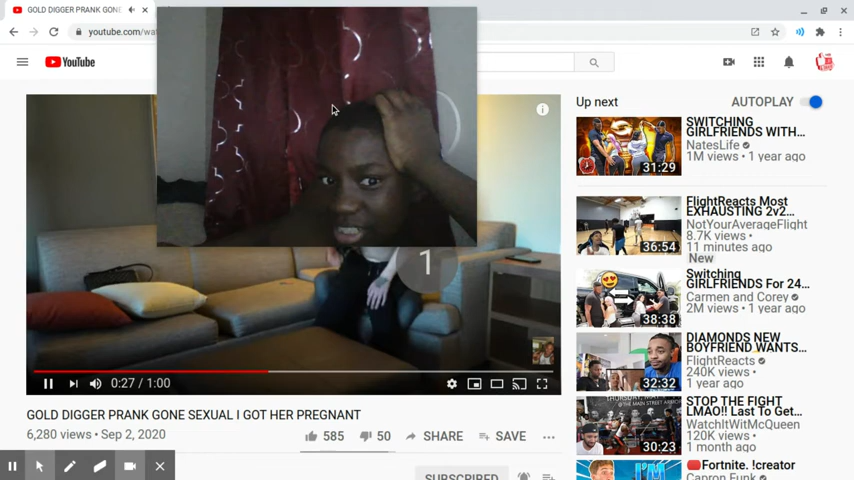 GOLD DIGGER PRANK GONE
youtube.com/wat
YouTube
1
0:27 / 1:00
GOLD DIGGER PRANK GONE SEXUAL I GOT HER PREGNANT
6,280 views • Sep 2, 2020
585
50
SHARE
SAVE
SUBSCRIBED
Up next
AUTOPLAY
SWITCHING
GIRLFRIENDS WITH...
NatesLife
1M views • 1 year ago
31:29
FlightReacts Most
EXHAUSTING 2v2...
NotYourAverageFlight
8.7K views •
11 minutes ago
New
36:54
Switching
GIRLFRIENDS For 24...
Carmen and Corey
2M views • 1 year ago
38:38
DIAMONDS NEW
BOYFRIEND WANTS...
FlightReacts
240K views •
1 year ago
32:32
STOP THE FIGHT
LMAO!! Last To Get...
WatchItWithMcQueen
120K views •
1 month ago
30:23
Fortnite. !creator
Capron Funk